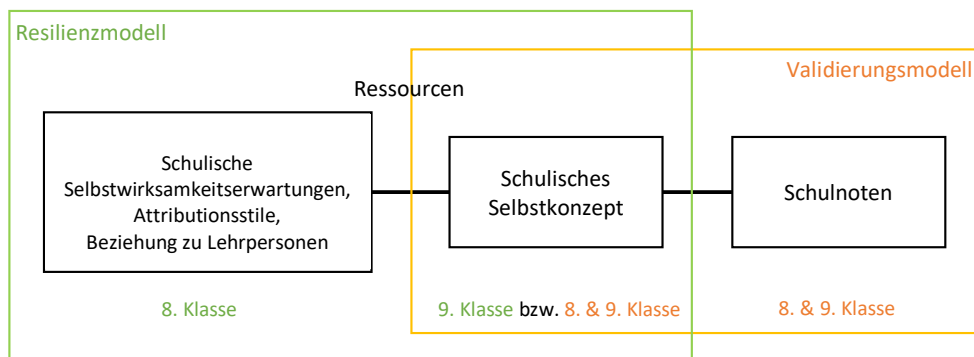 Resilienzmodell
Validierungsmodell
Ressourcen
Schulische
Selbstwirksamkeitserwartungen,
Attributionsstile,
Beziehung zu Lehrpersonen
Schulisches
Selbstkonzept
Schulnoten
8. Klasse
9. Klasse bzw. 8. & 9. Klasse
8. & 9. Klasse